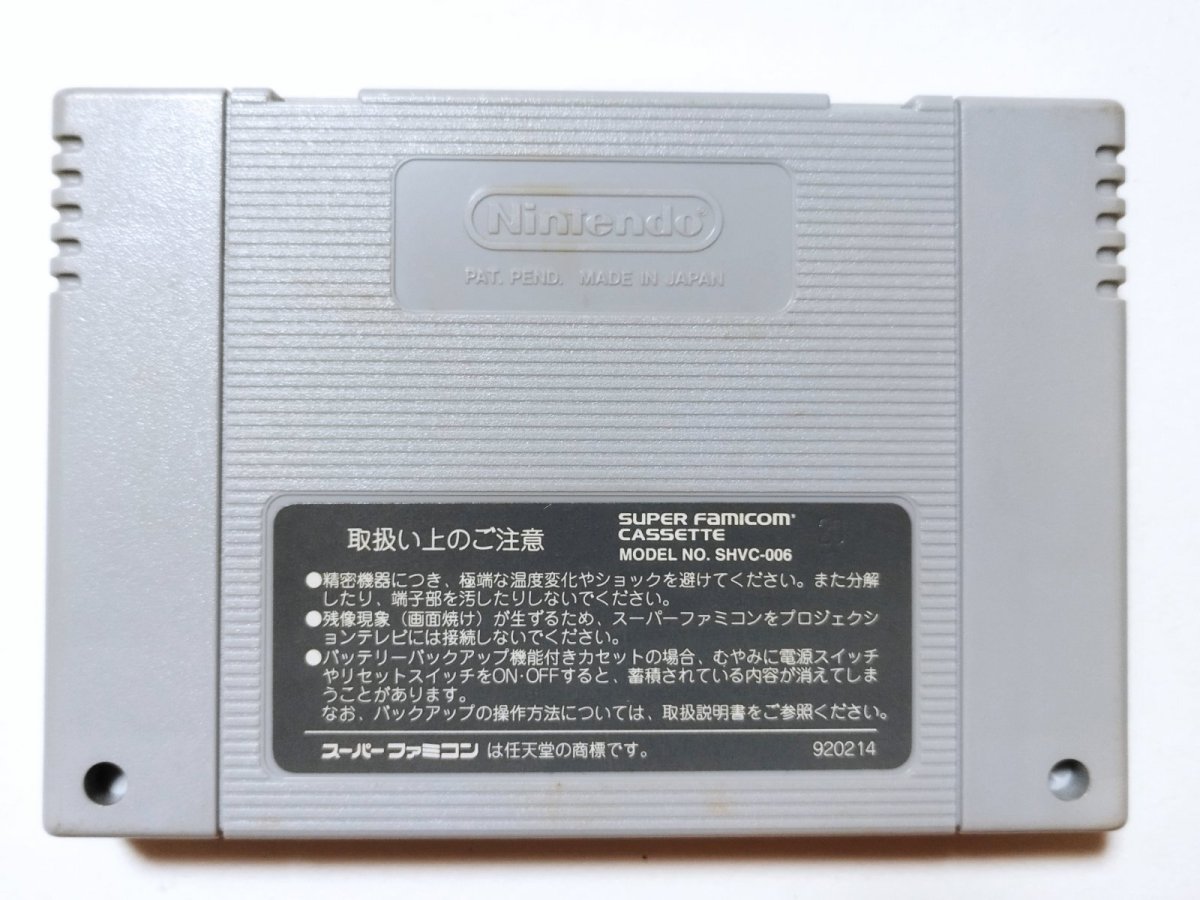 Nintendo®
PAT. PEND. MADE IN JAPAN
取扱い上のご注意
SUPER FAMICOM
CASSETTE
MODEL NO. SHVC-006
●精密機器につき、極端な温度変化やショックを避けてください。また分解
したり、端子部を汚したりしないでください。
●残像現象（画面焼け）が生ずるため、スーパーファミコンをプロジェクシ
ョンテレビには接続しないでください。
●バッテリーバックアップ機能付きカセットの場合、むやみに電源スイッチ
やリセットスイッチをON·OFFすると、蓄積されている内容が消えてしま
うことがあります。
なお、バックアップの操作方法については、取扱説明書をご参照ください。
スーパーファミコン は任天堂の商標です。
920214